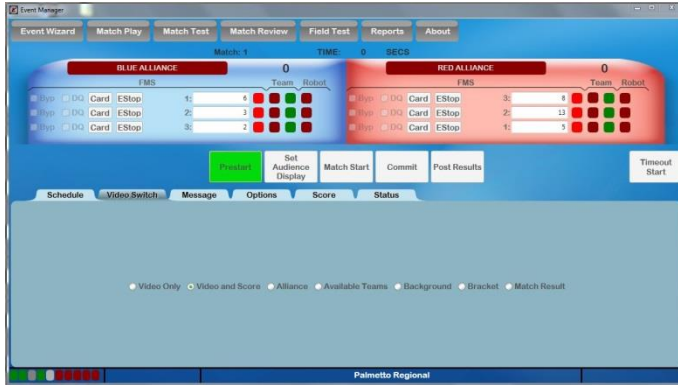 Event Manager
Event Wizard Match Play Match Test Match Review Field Test Reports About
Match: 1 TIME: 0 SECS
BLUE ALLIANCE 0 RED ALLIANCE 0
FMS Team Robot FMS Team Robot
Byp DQ Card EStop 1: 6 Byp DQ Card EStop 3: 8
Byp DQ Card EStop 2: 3 Byp DQ Card EStop 2: 13
Byp DQ Card EStop 3: 2 Byp DQ Card EStop 1: 5
Prestart Set Audience Display Match Start Commit Post Results Timeout Start
Schedule Video Switch Message Options Score Status
Video Only Video and Score Alliance Available Teams Background Bracket Match Result
Palmetto Regional